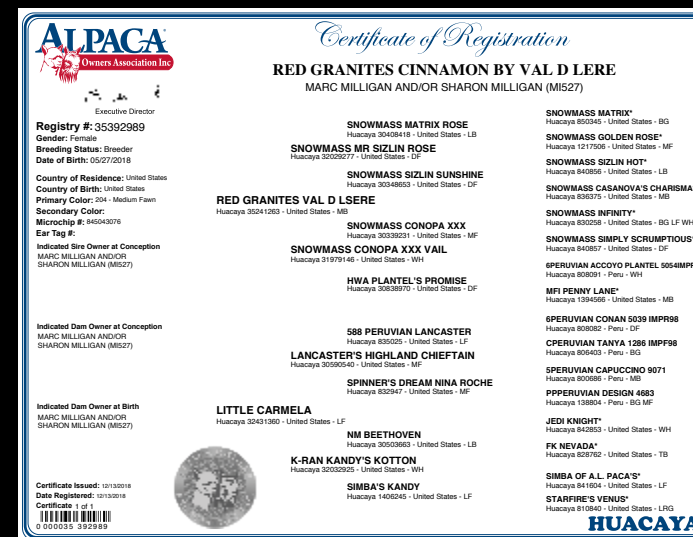 ALPACA
Owners Association Inc
Certificate of Registration
RED GRANITES CINNAMON BY VAL D LERE
MARC MILLIGAN AND/OR SHARON MILLIGAN (MI527)
Executive Director
Registry #: 35392989
Gender: Female
Breeding Status: Breeder
Date of Birth: 05/27/2018
Country of Residence: United States
Country of Birth: United States
Primary Color: 204 - Medium Fawn
Secondary Color:
Microchip #: 845043076
Ear Tag #:
Indicated Sire Owner at Conception
MARC MILLIGAN AND/OR
SHARON MILLIGAN (MI527)
Indicated Dam Owner at Conception
MARC MILLIGAN AND/OR
SHARON MILLIGAN (MI527)
Indicated Dam Owner at Birth
MARC MILLIGAN AND/OR
SHARON MILLIGAN (MI527)
Certificate Issued: 12/13/2018
Date Registered: 12/13/2018
Certificate 1 of 1
0 000035 392989
RED GRANITES VAL D LSERE
Huacaya 35241263 - United States - MB
LITTLE CARMELA
Huacaya 32431360 - United States - LF
SNOWMASS MR SIZLIN ROSE
Huacaya 32029277 - United States - DF
SNOWMASS CONOPA XXX VAIL
Huacaya 31979146 - United States - WH
LANCASTER'S HIGHLAND CHIEFTAIN
Huacaya 30590540 - United States - MF
K-RAN KANDY'S KOTTON
Huacaya 32032925 - United States - WH
SNOWMASS MATRIX ROSE
Huacaya 30408418 - United States - LB
SNOWMASS SIZLIN SUNSHINE
Huacaya 30348653 - United States - DF
SNOWMASS CONOPA XXX
Huacaya 30339231 - United States - MF
HWA PLANTEL'S PROMISE
Huacaya 30838970 - United States - DF
588 PERUVIAN LANCASTER
Huacaya 835025 - United States - LF
SPINNER'S DREAM NINA ROCHE
Huacaya 832947 - United States - MF
NM BEETHOVEN
Huacaya 30503663 - United States - LB
SIMBA'S KANDY
Huacaya 1406245 - United States - LF
SNOWMASS MATRIX*
Huacaya 850345 - United States - BG
SNOWMASS GOLDEN ROSE*
Huacaya 1217506 - United States - MF
SNOWMASS SIZLIN HOT*
Huacaya 840856 - United States - LB
SNOWMASS CASANOVA'S CHARISMA
Huacaya 836375 - United States - MB
SNOWMASS INFINITY*
Huacaya 830258 - United States - BG LF WH
SNOWMASS SIMPLY SCRUMPTIOUS*
Huacaya 840857 - United States - DF
6PERUVIAN ACCOYO PLANTEL 5054IMPR
Huacaya 808091 - Peru - WH
MFI PENNY LANE*
Huacaya 1394566 - United States - MB
6PERUVIAN CONAN 5039 IMPR98
Huacaya 808082 - Peru - DF
CPERUVIAN TANYA 1286 IMPF98
Huacaya 806403 - Peru - BG
5PERUVIAN CAPUCCINO 9071
Huacaya 800686 - Peru - MB
PPPERUVIAN DESIGN 4683
Huacaya 138804 - Peru - BG MF
JEDI KNIGHT*
Huacaya 842853 - United States - WH
FK NEVADA*
Huacaya 828762 - United States - TB
SIMBA OF A.L. PACA'S*
Huacaya 841604 - United States - LF
STARFIRE'S VENUS*
Huacaya 810840 - United States - LRG
HUACAYA